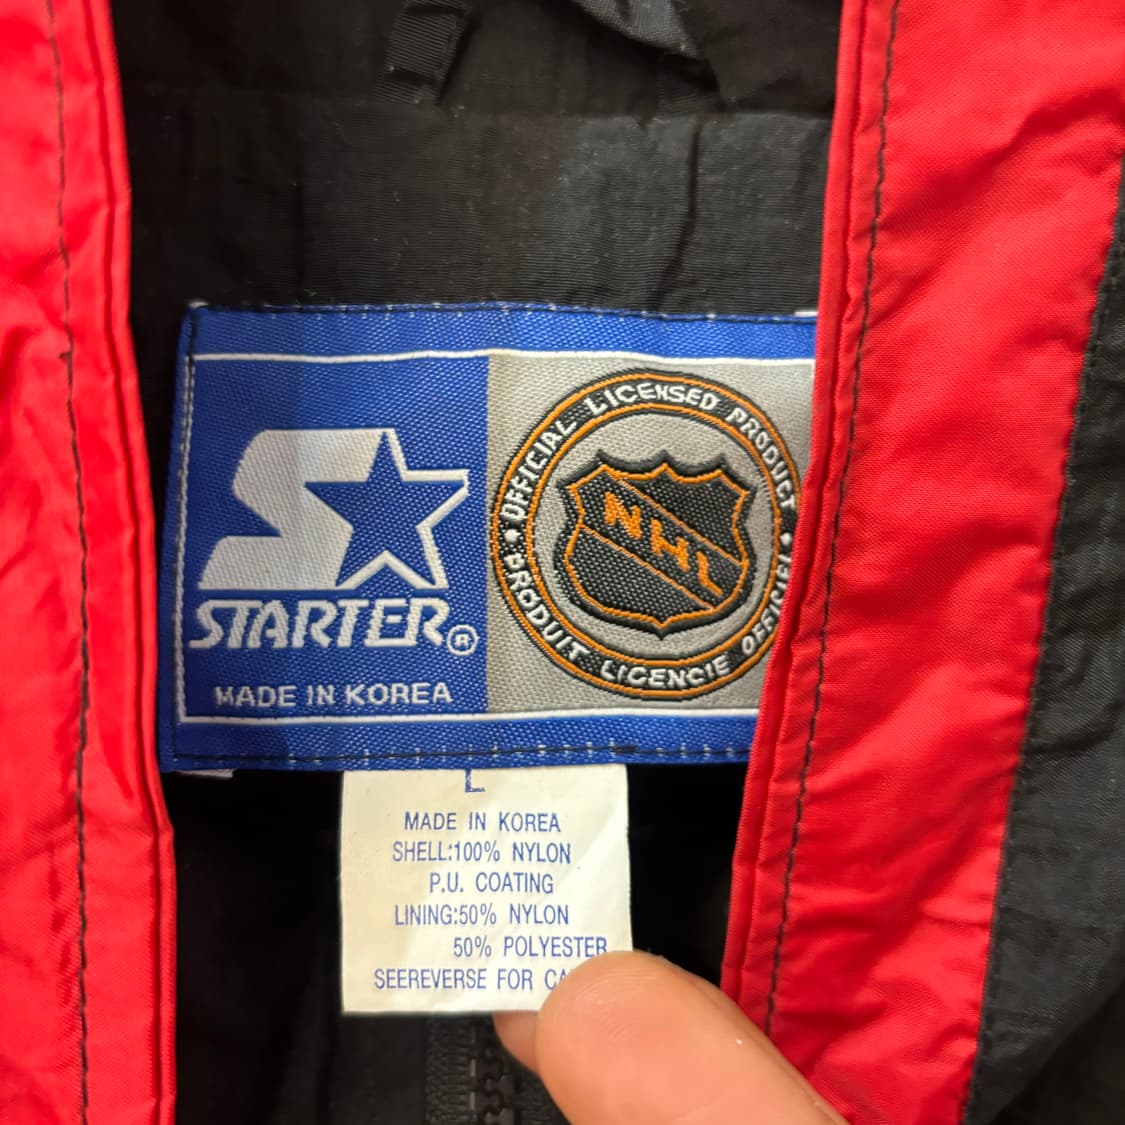 STARTER®
MADE IN KOREA
OFFICIAL LICENSED PRODUCT
NHL
PRODUIT LICENCIE OFFICIEL
L
MADE IN KOREA
SHELL:100% NYLON
P.U. COATING
LINING:50% NYLON
50% POLYESTER
SEEREVERSE FOR